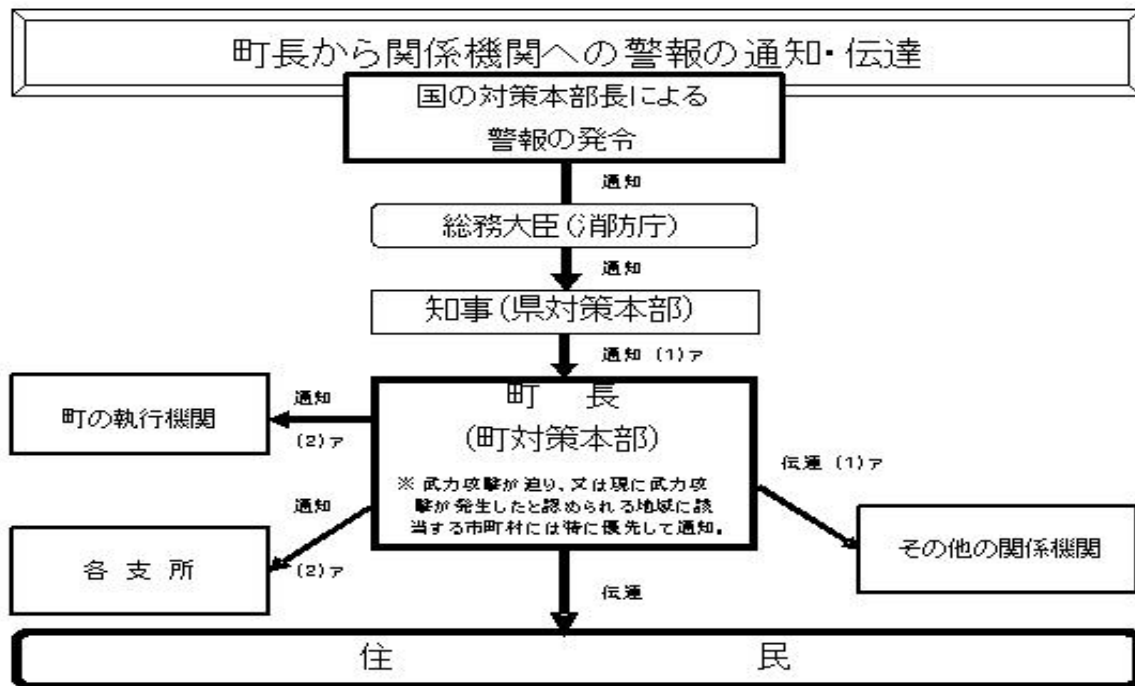 町長から関係機関への警報の通知・伝達
国の対策本部長による
警報の発令
通知
総務大臣(消防庁)
通知
知事(県対策本部)
通知 (1)ア
町 長
(町対策本部)
※ 武力攻撃が迫り、又は現に武力攻
撃が発生したと認められる地域に該
当する市町村には特に優先して通知。
町の執行機関
通知
(2)ア
通知
各 支 所
(2)ア
伝達 (1)ア
その他の関係機関
伝達
住 民